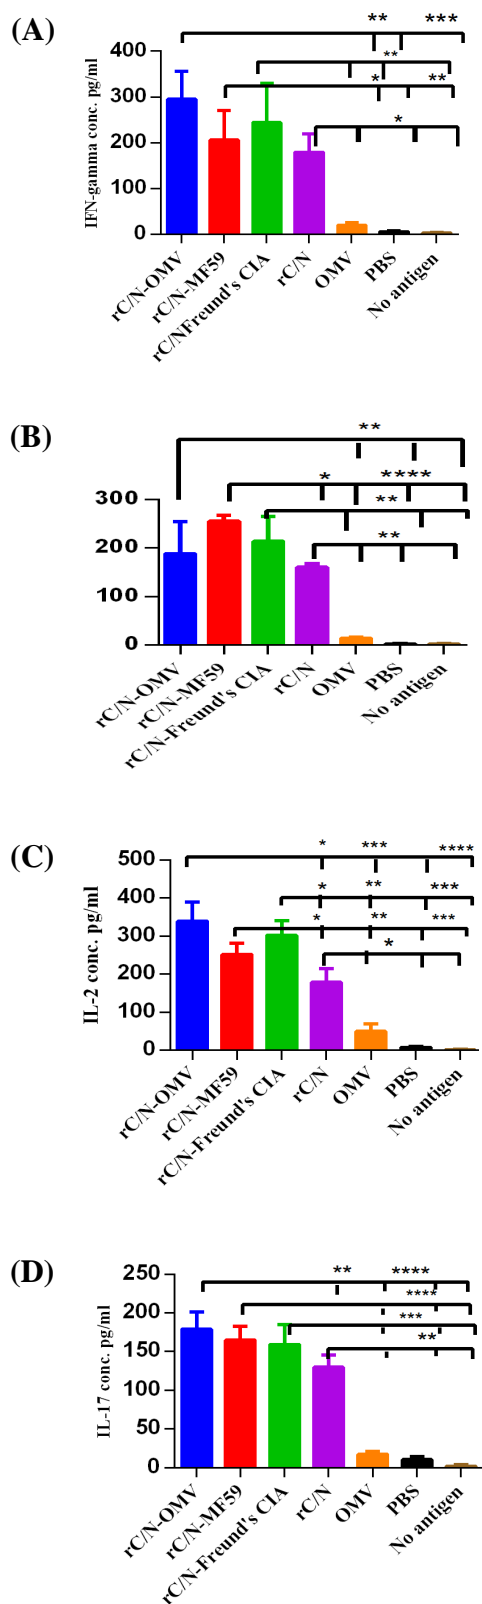 (A)
** ***
**
* **
*
400
300
200
100
0
IFN-gamma conc. pg/ml
rC/N-OMV
rC/N-MF59
rC/NFreund's CIA
rC/N
OMV
PBS
No antigen
(B)
**
* ****
**
**
300
200
100
0
rC/N-OMV
rC/N-MF59
rC/N-Freund's CIA
rC/N
OMV
PBS
No antigen
(C)
* *** ****
* ** ***
* ** ***
*
500
400
300
200
100
0
IL-2 conc. pg/ml
rC/N-OMV
rC/N-MF59
rC/N-Freund's CIA
rC/N
OMV
PBS
No antigen
(D)
** ****
****
***
**
250
200
150
100
50
0
IL-17 conc. pg/ml
rC/N-OMV
rC/N-MF59
rC/N-Freund's CIA
rC/N
OMV
PBS
No antigen